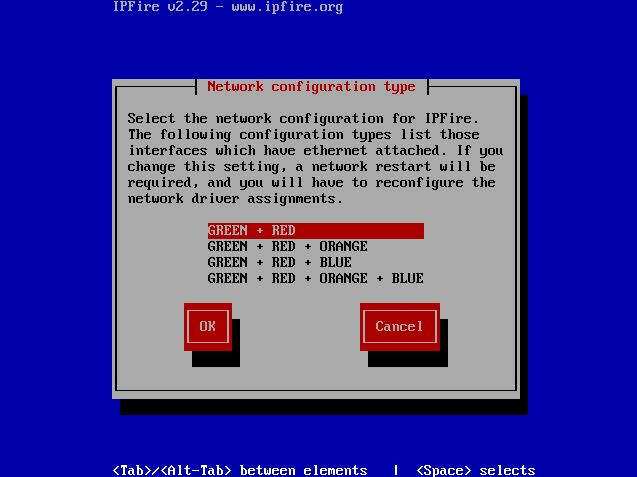 IPFire v2.29 - www.ipfire.org
Network configuration type
Select the network configuration for IPFire.
The following configuration types list those
interfaces which have ethernet attached. If you
change this setting, a network restart will be
required, and you will have to reconfigure the
network driver assignments.
GREEN + RED
GREEN + RED + ORANGE
GREEN + RED + BLUE
GREEN + RED + ORANGE + BLUE
OK Cancel
<Tab>/<Alt-Tab> between elements | <Space> selects